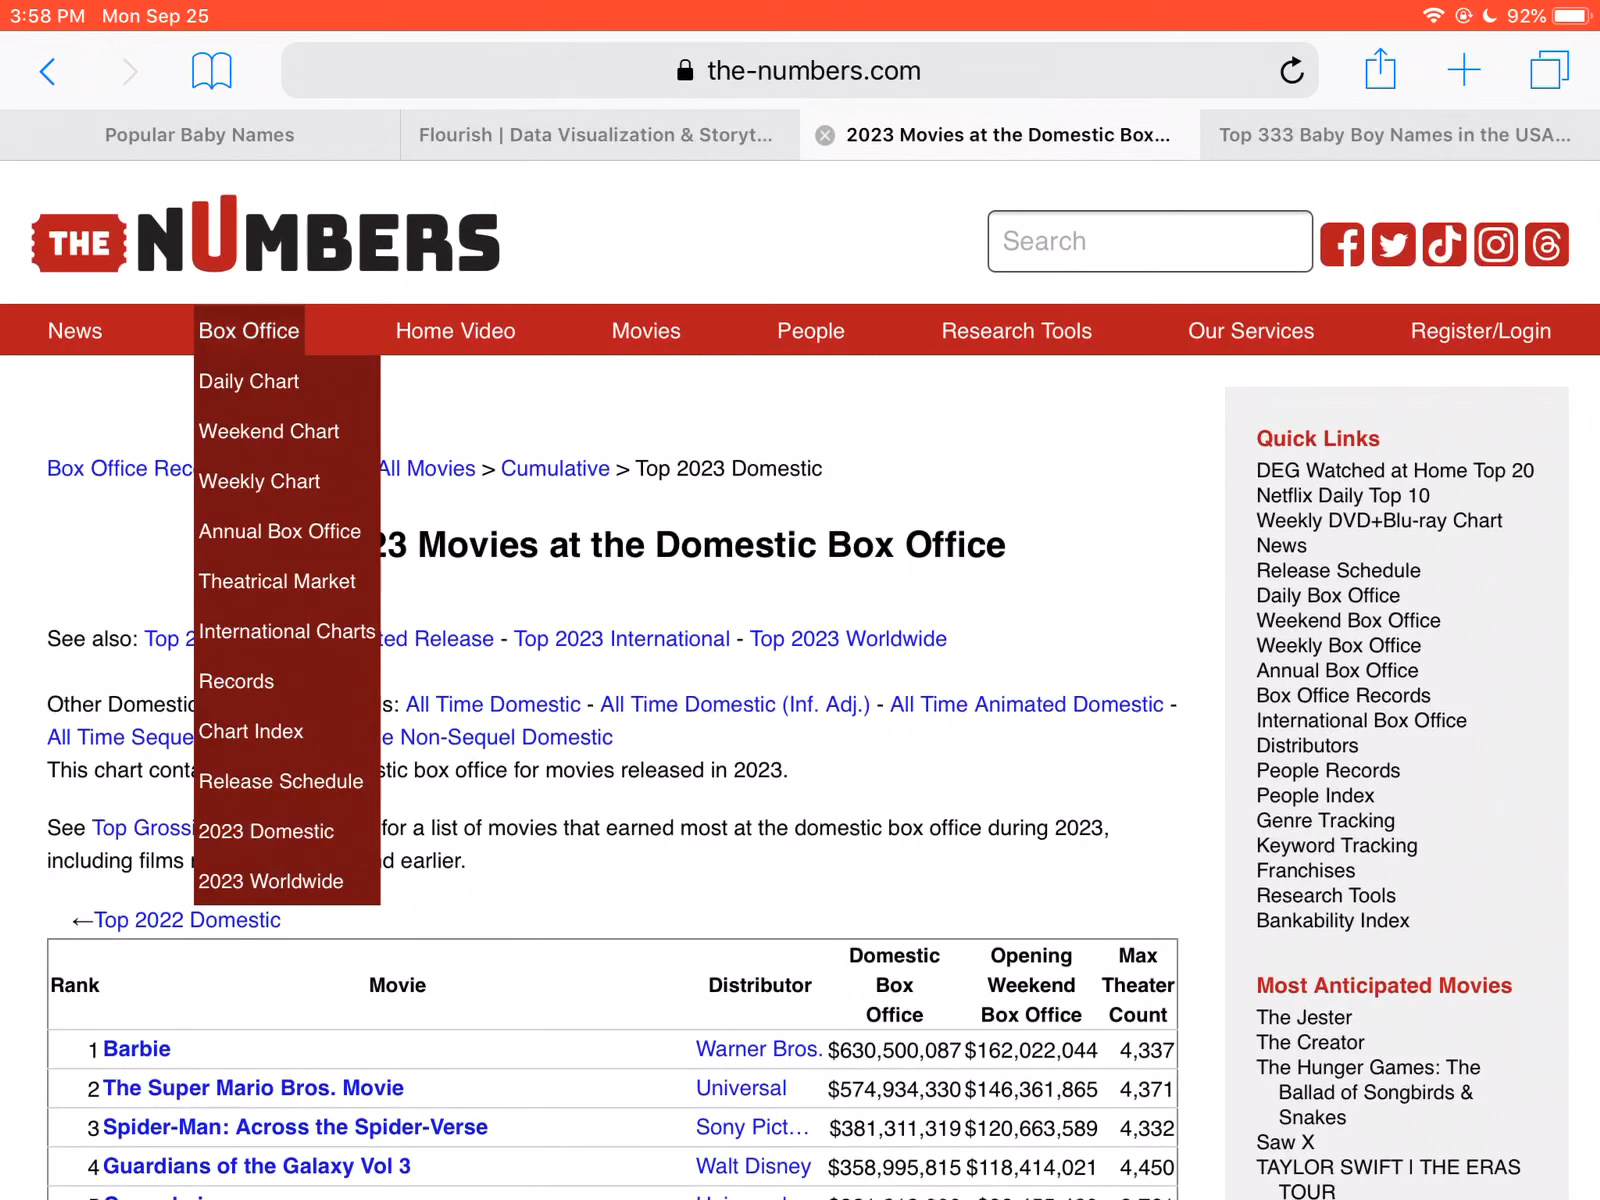 3:58 PM Mon Sep 25
92%
the-numbers.com
Popular Baby Names
Flourish | Data Visualization & Storyt...
2023 Movies at the Domestic Box...
Top 333 Baby Boy Names in the USA...
THE NUMBERS
Search
News
Box Office
Home Video
Movies
People
Research Tools
Our Services
Register/Login
Daily Chart
Weekend Chart
Weekly Chart
Annual Box Office
Theatrical Market
International Charts
Records
Chart Index
Release Schedule
2023 Domestic
2023 Worldwide
Box Office Rec All Movies > Cumulative > Top 2023 Domestic
23 Movies at the Domestic Box Office
See also: Top 2 ed Release - Top 2023 International - Top 2023 Worldwide
Other Domestic s: All Time Domestic - All Time Domestic (Inf. Adj.) - All Time Animated Domestic -
All Time Seque e Non-Sequel Domestic
This chart conta stic box office for movies released in 2023.
See Top Grossi for a list of movies that earned most at the domestic box office during 2023,
including films d earlier.
←Top 2022 Domestic
Rank Movie Distributor Domestic Box Office Opening Weekend Box Office Max Theater Count
1 Barbie Warner Bros. $630,500,087 $162,022,044 4,337
2 The Super Mario Bros. Movie Universal $574,934,330 $146,361,865 4,371
3 Spider-Man: Across the Spider-Verse Sony Pict... $381,311,319 $120,663,589 4,332
4 Guardians of the Galaxy Vol 3 Walt Disney $358,995,815 $118,414,021 4,450
Quick Links
DEG Watched at Home Top 20
Netflix Daily Top 10
Weekly DVD+Blu-ray Chart
News
Release Schedule
Daily Box Office
Weekend Box Office
Weekly Box Office
Annual Box Office
Box Office Records
International Box Office
Distributors
People Records
People Index
Genre Tracking
Keyword Tracking
Franchises
Research Tools
Bankability Index
Most Anticipated Movies
The Jester
The Creator
The Hunger Games: The
Ballad of Songbirds &
Snakes
Saw X
TAYLOR SWIFT | THE ERAS
TOUR